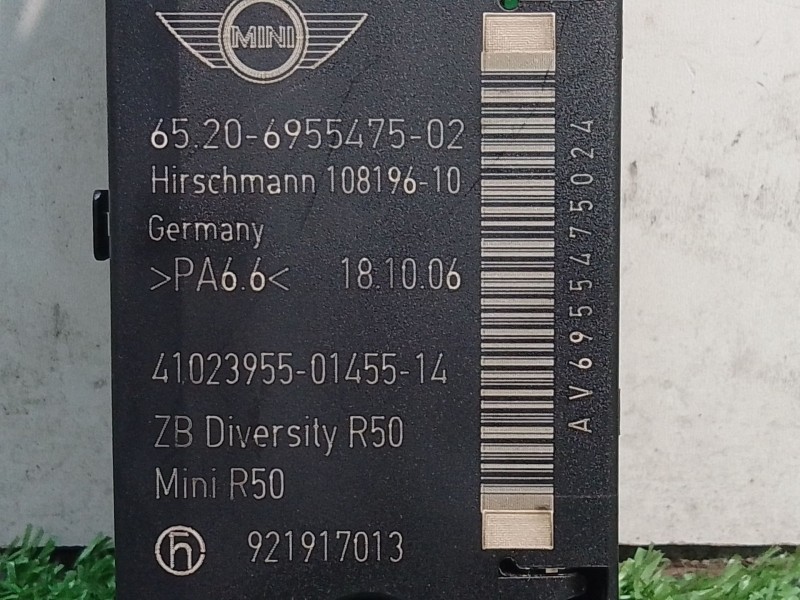 MINI
65.20-6955475-02
Hirschmann 108196-10
Germany
>PA6.6< 18.10.06
41023955-01455-14
ZB Diversity R50
Mini R50
h 921917013
AV6955475024